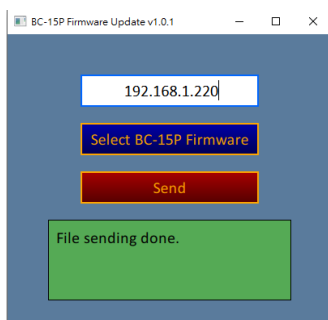 BC-15P Firmware Update v1.0.1
192.168.1.220
Select BC-15P Firmware
Send
File sending done.